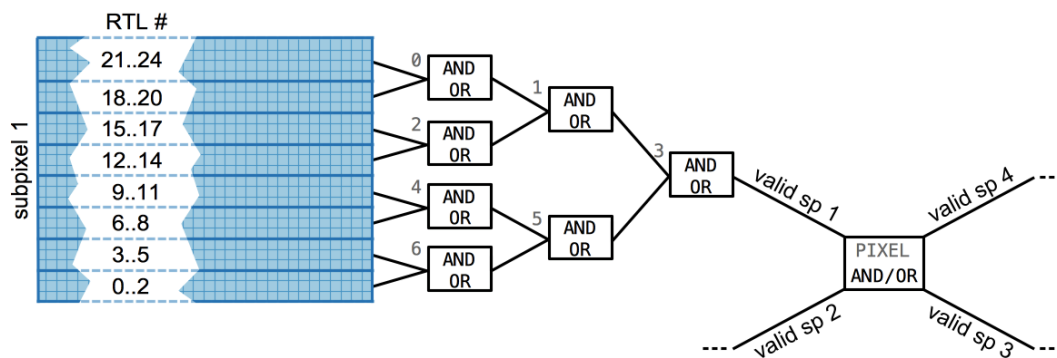 RTL #
subpixel 1
21..24
18..20
15..17
12..14
9..11
6..8
3..5
0..2
0
AND
OR
2
AND
OR
4
AND
OR
6
AND
OR
1
AND
OR
5
AND
OR
3
AND
OR
valid sp 1
valid sp 4
PIXEL
AND/OR
valid sp 2
valid sp 3